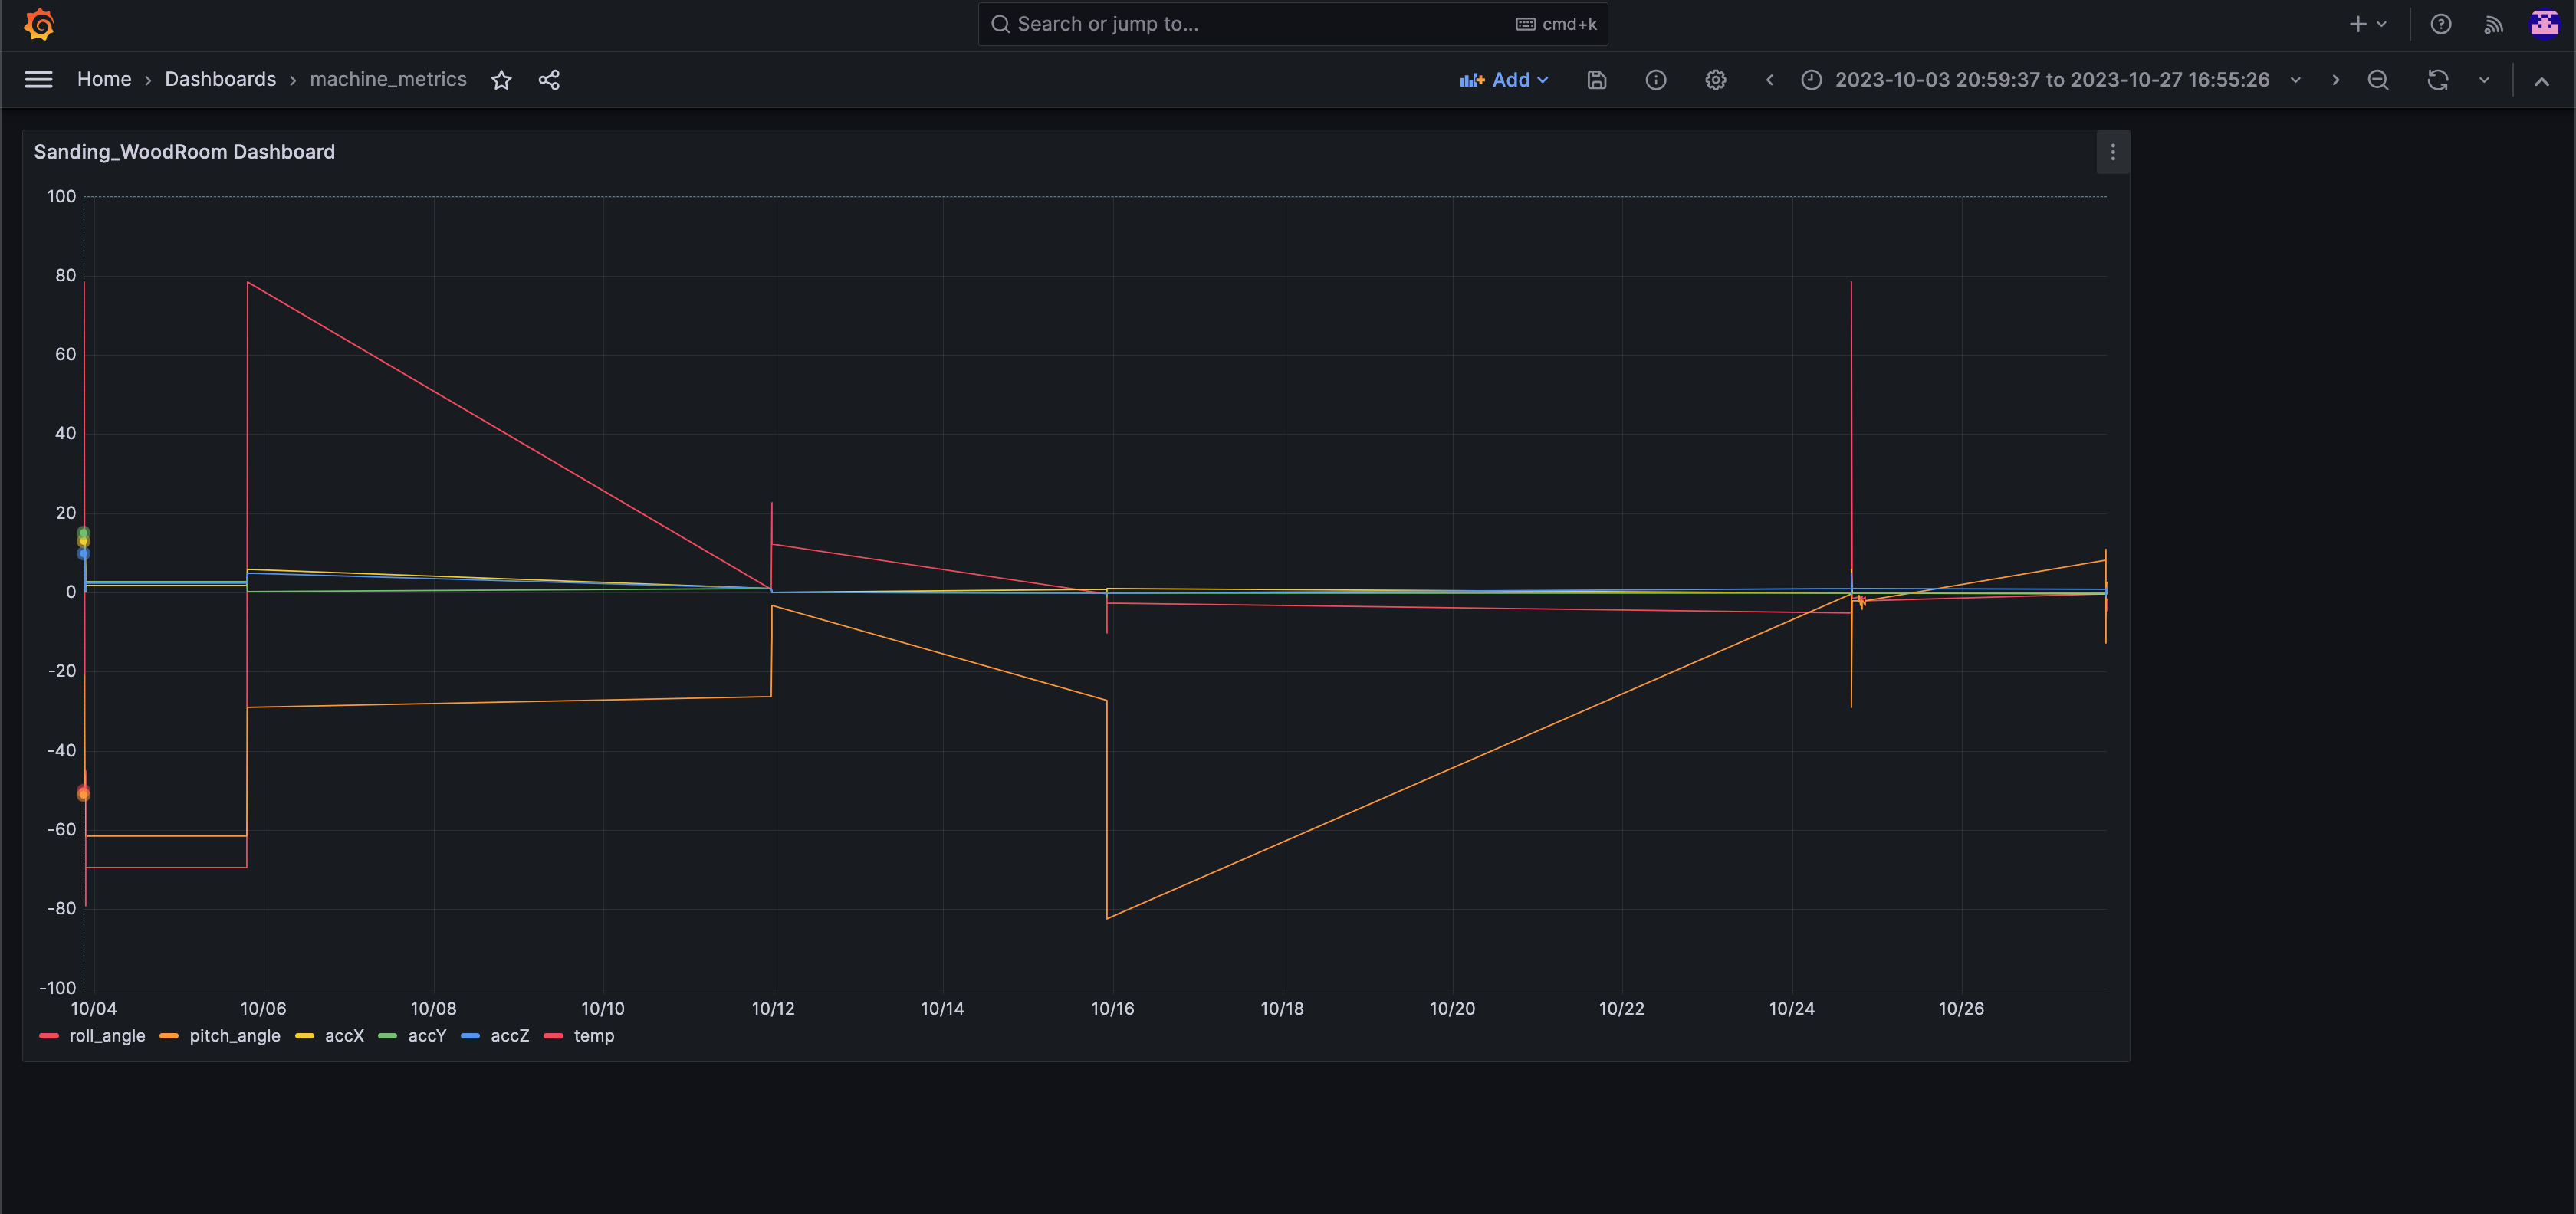 Search or jump to... cmd+k
Home › Dashboards › machine_metrics Add 2023-10-03 20:59:37 to 2023-10-27 16:55:26
Sanding_WoodRoom Dashboard
100
80
60
40
20
0
-20
-40
-60
-80
-100
10/04 10/06 10/08 10/10 10/12 10/14 10/16 10/18 10/20 10/22 10/24 10/26
roll_angle pitch_angle accX accY accZ temp